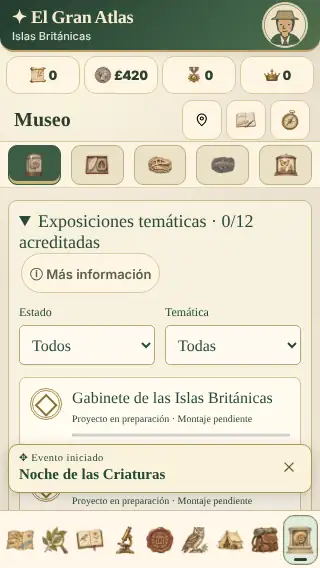 ✦ El Gran Atlas
Islas Británicas
0
£420
0
0
Museo
▼ Exposiciones temáticas · 0/12
acreditadas
ⓘ Más información
Estado
Temática
Todos
Todas
Gabinete de las Islas Británicas
Proyecto en preparación · Montaje pendiente
✥ Evento iniciado
Noche de las Criaturas
×
Proyecto en preparación · Montaje pendiente